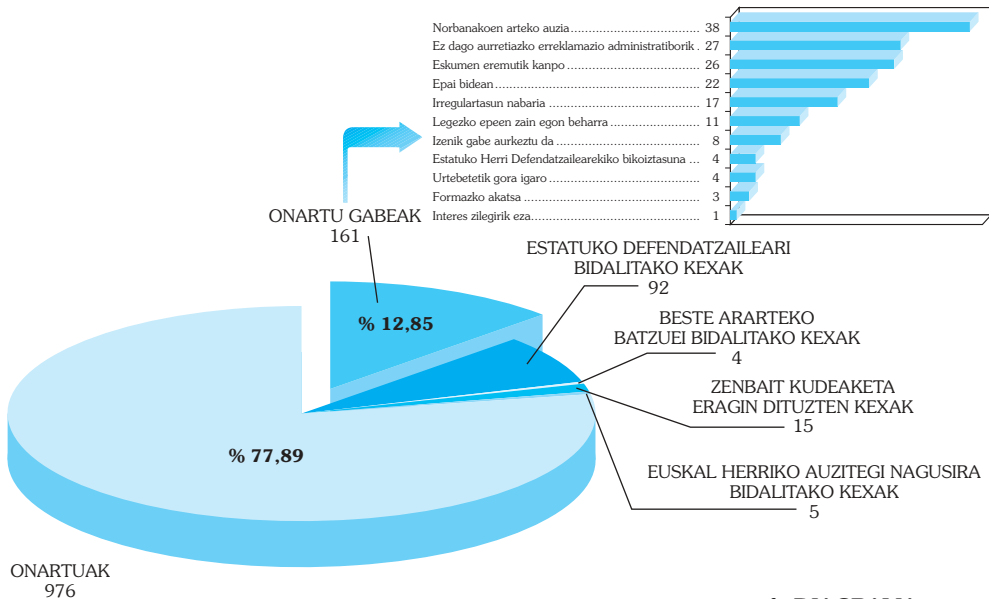 Norbanakoen arteko auzia 38
Ez dago aurretiazko erreklamazio administratiborik 27
Eskumen eremutik kanpo 26
Epai bidean 22
Irregulartasun nabaria 17
Legezko epeen zain egon beharra 11
Izenik gabe aurkeztu da 8
Estatuko Herri Defendatzailearekiko bikoiztasuna 4
Urtebetetik gora igaro 4
Formazko akatsa 3
Interes zilegirik eza 1
ONARTU GABEAK
161
ESTATUKO DEFENDATZAILEARI
BIDALITAKO KEXAK
92
% 12,85
BESTE ARARTEKO
BATZUEI BIDALITAKO KEXAK
4
ZENBAIT KUDEAKETA
ERAGIN DITUZTEN KEXAK
15
% 77,89
EUSKAL HERRIKO AUZITEGI NAGUSIRA
BIDALITAKO KEXAK
5
ONARTUAK
976